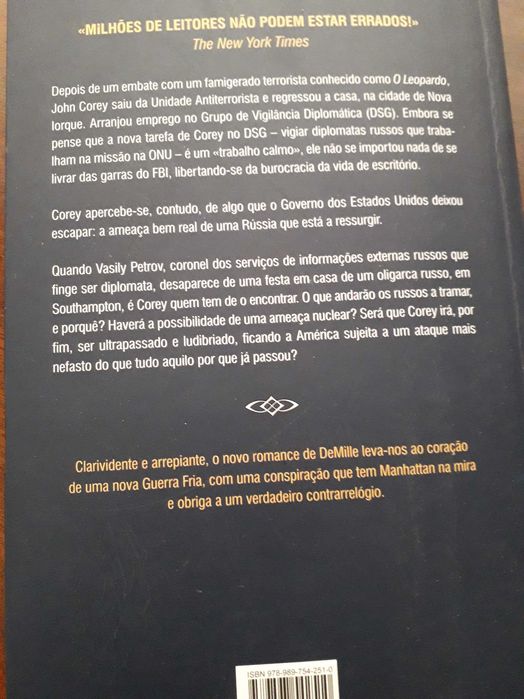 «MILHÕES DE LEITORES NÃO PODEM ESTAR ERRADOS!»
The New York Times
Depois de um embate com um famigerado terrorista conhecido como O Leopardo,
John Corey saiu da Unidade Antiterrorista e regressou a casa, na cidade de Nova
Iorque. Arranjou emprego no Grupo de Vigilância Diplomática (DSG). Embora se
pense que a nova tarefa de Corey no DSG – vigiar diplomatas russos que traba-
lham na missão na ONU – é um «trabalho calmo», ele não se importou nada de se
livrar das garras do FBI, libertando-se da burocracia da vida de escritório.
Corey apercebe-se, contudo, de algo que o Governo dos Estados Unidos deixou
escapar: a ameaça bem real de uma Rússia que está a ressurgir.
Quando Vasily Petrov, coronel dos serviços de informações externas russos que
finge ser diplomata, desaparece de uma festa em casa de um oligarca russo, em
Southampton, é Corey quem tem de o encontrar. O que andarão os russos a tramar,
e porquê? Haverá a possibilidade de uma ameaça nuclear? Será que Corey irá, por
fim, ser ultrapassado e ludibriado, ficando a América sujeita a um ataque mais
nefasto do que tudo aquilo por que já passou?
Clarividente e arrepiante, o novo romance de DeMille leva-nos ao coração
de uma nova Guerra Fria, com uma conspiração que tem Manhattan na mira
e obriga a um verdadeiro contrarrelógio.
ISBN 978-989-754-251-0